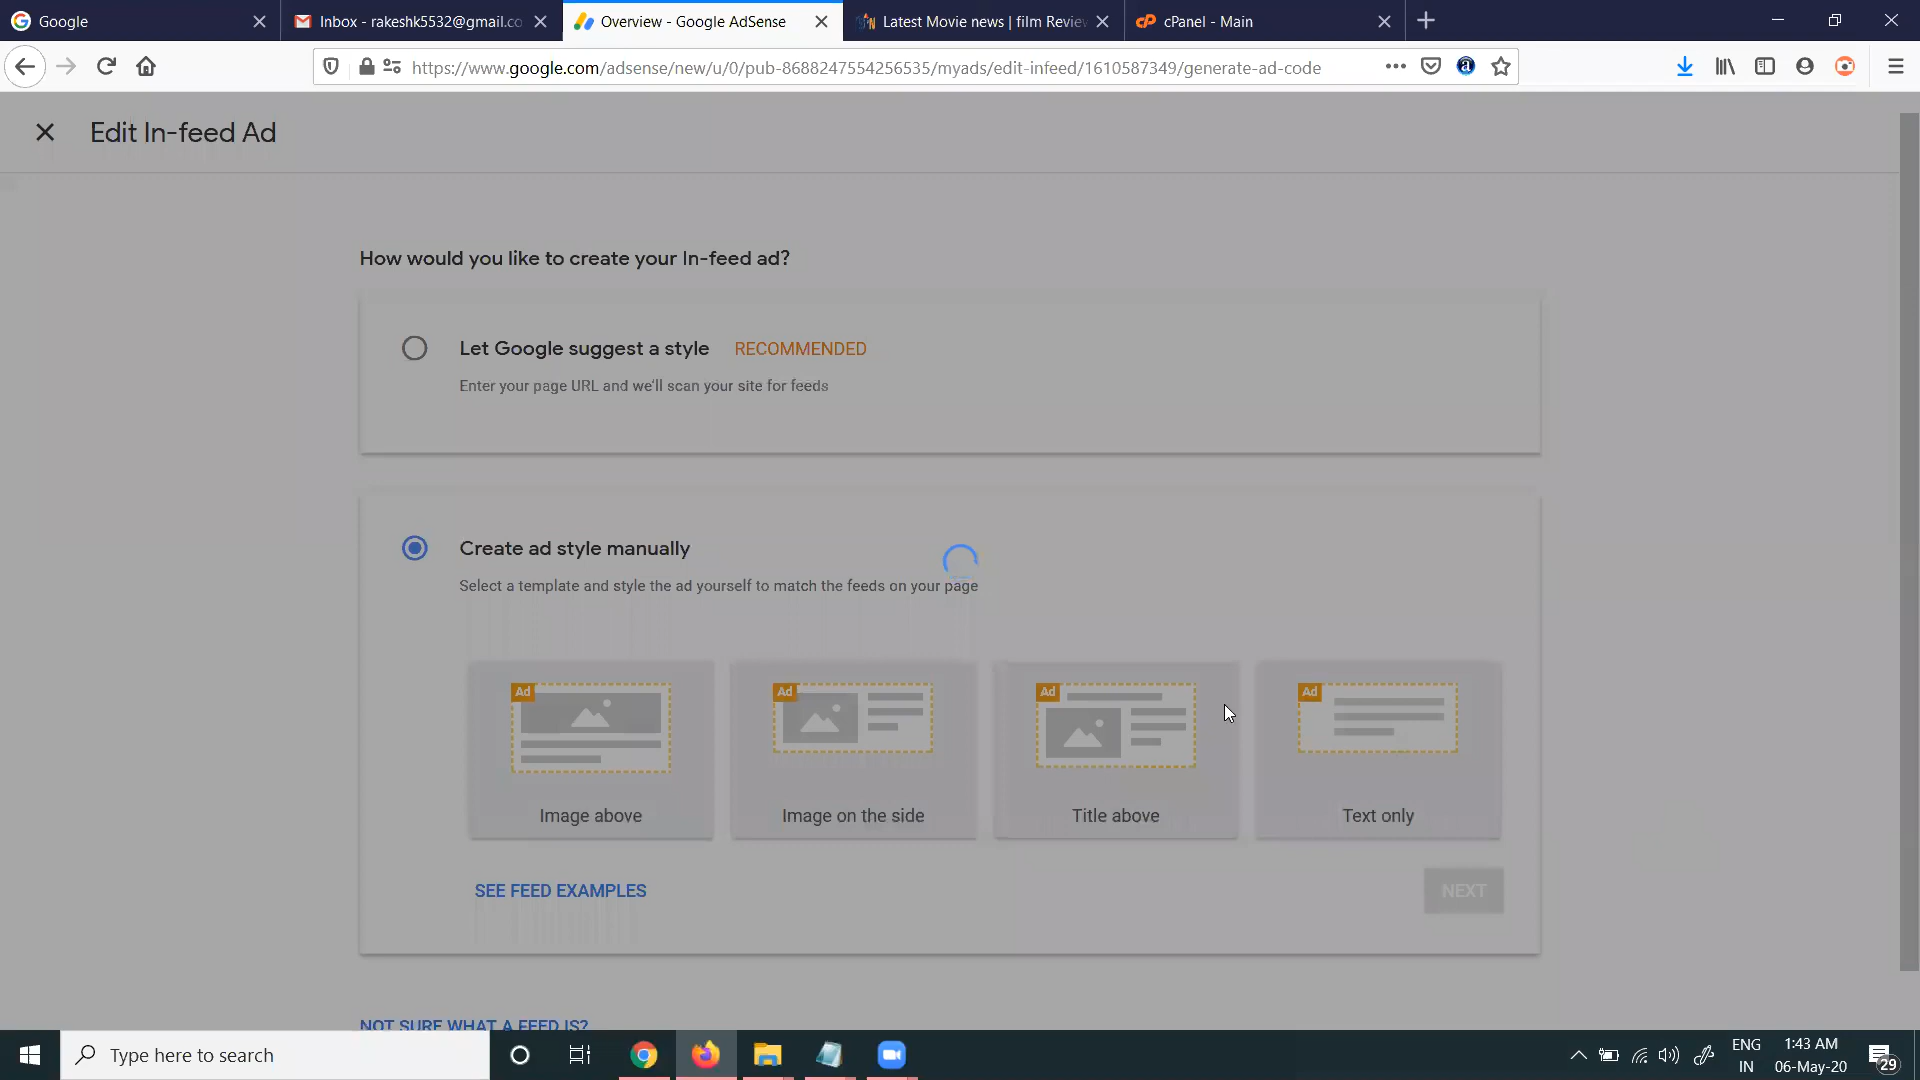 Google
Inbox - rakeshk5532@gmail.co
Overview - Google AdSense
Latest Movie news | film Revie
cP cPanel - Main
https://www.google.com/adsense/new/u/0/pub-8688247554256535/myads/edit-infeed/1610587349/generate-ad-code
Edit In-feed Ad
How would you like to create your In-feed ad?
Let Google suggest a style RECOMMENDED
Enter your page URL and we'll scan your site for feeds
Create ad style manually
Select a template and style the ad yourself to match the feeds on your page
Ad
Ad
Ad
Ad
Image above
Image on the side
Title above
Text only
SEE FEED EXAMPLES
NEXT
NOT SURE WHAT A FEED IS?
Type here to search
ENG
IN
1:43 AM
06-May-20
29